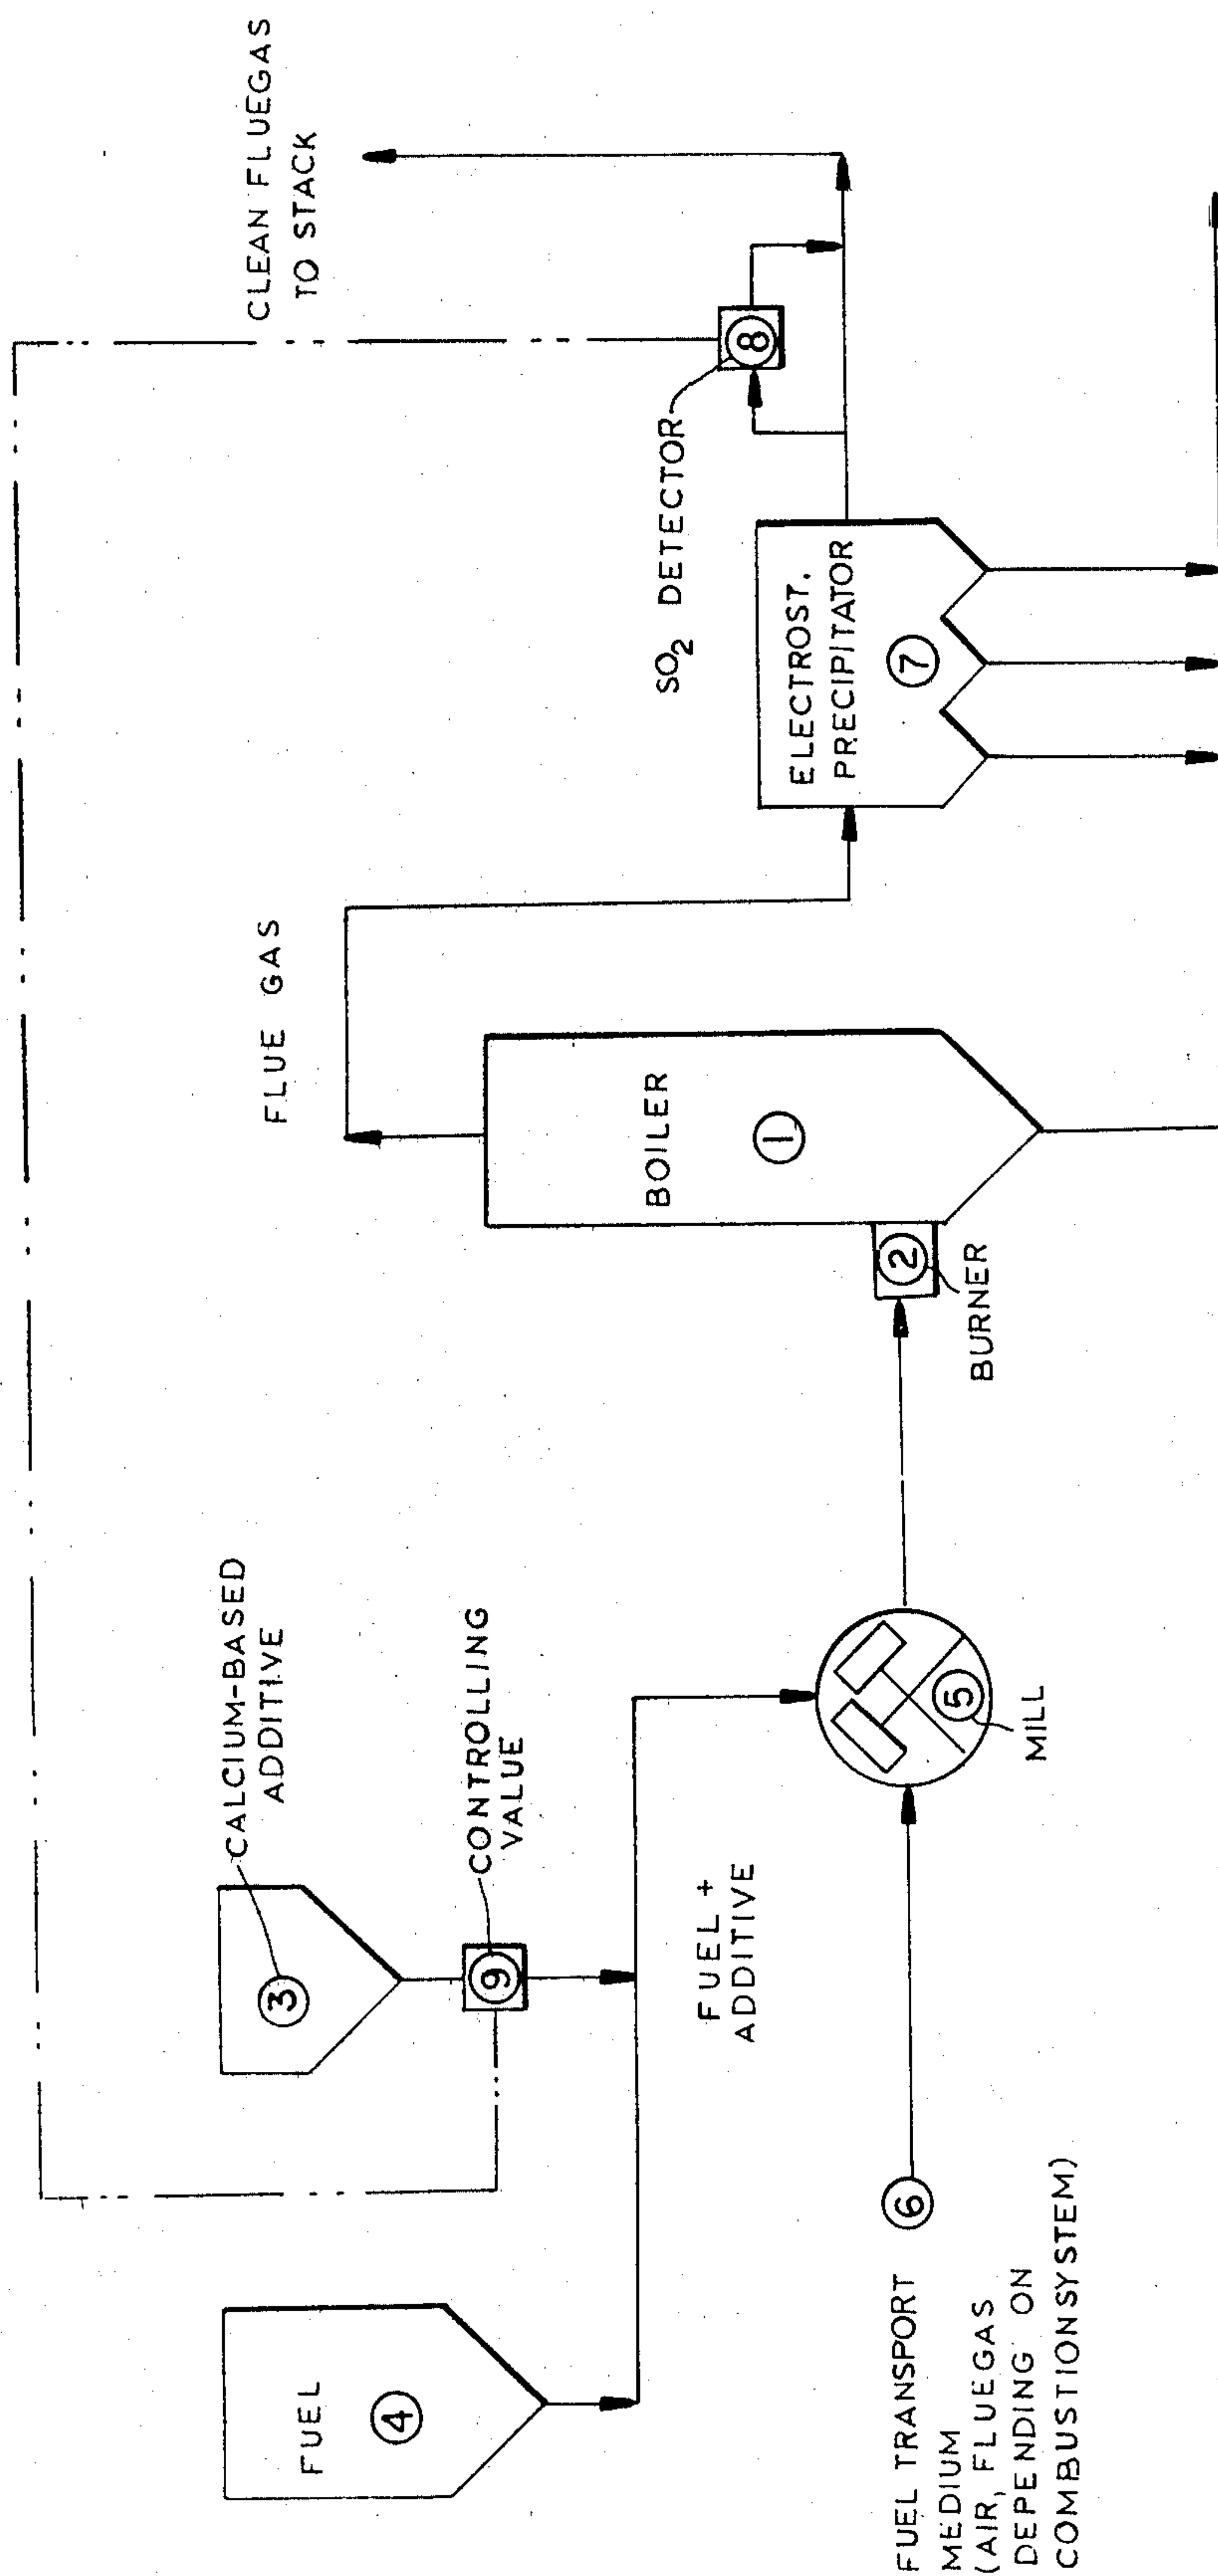 FUEL
4
3
CALCIUM-BASED
ADDITIVE
9
CONTROLLING
VALUE
FUEL +
ADDITIVE
FUEL TRANSPORT
MEDIUM
(AIR, FLUEGAS
DEPENDING ON
COMBUSTIONSYSTEM)
6
5
MILL
2
BURNER
BOILER
1
FLUE GAS
ELECTROST.
PRECIPITATOR
7
SO2 DETECTOR
8
CLEAN FLUEGAS
TO STACK